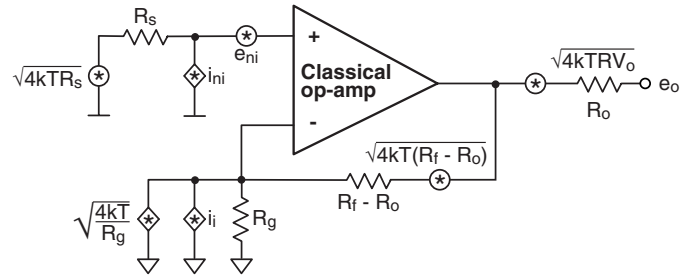 Rs
√4kTRs
ini
eni
+
Classical
op-amp
-
√4kTRVo
Ro
eo
√4kT(Rf - Ro)
Rf - Ro
√4kT/Rg
ii
Rg